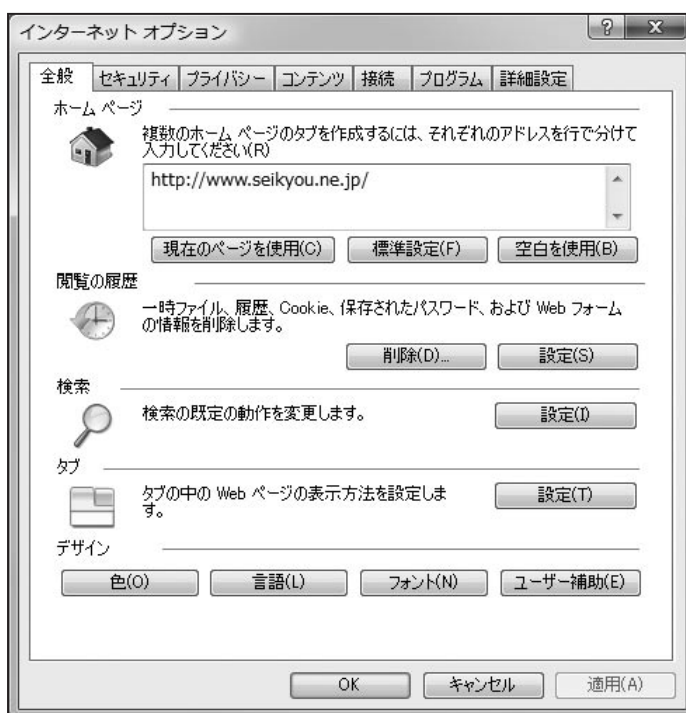 インターネット オプション
全般 セキュリティ プライバシー コンテンツ 接続 プログラム 詳細設定
ホーム ページ
複数のホーム ページのタブを作成するには、それぞれのアドレスを行で分けて
入力してください(R)
http://www.seikyou.ne.jp/
現在のページを使用(C) 標準設定(F) 空白を使用(B)
閲覧の履歴
一時ファイル、履歴、Cookie、保存されたパスワード、および Web フォーム
の情報を削除します。
削除(D)... 設定(S)
検索
検索の既定の動作を変更します。
設定(I)
タブ
タブの中の Web ページの表示方法を設定しま
す。
設定(T)
デザイン
色(O) 言語(L) フォント(N) ユーザー補助(E)
OK キャンセル 適用(A)